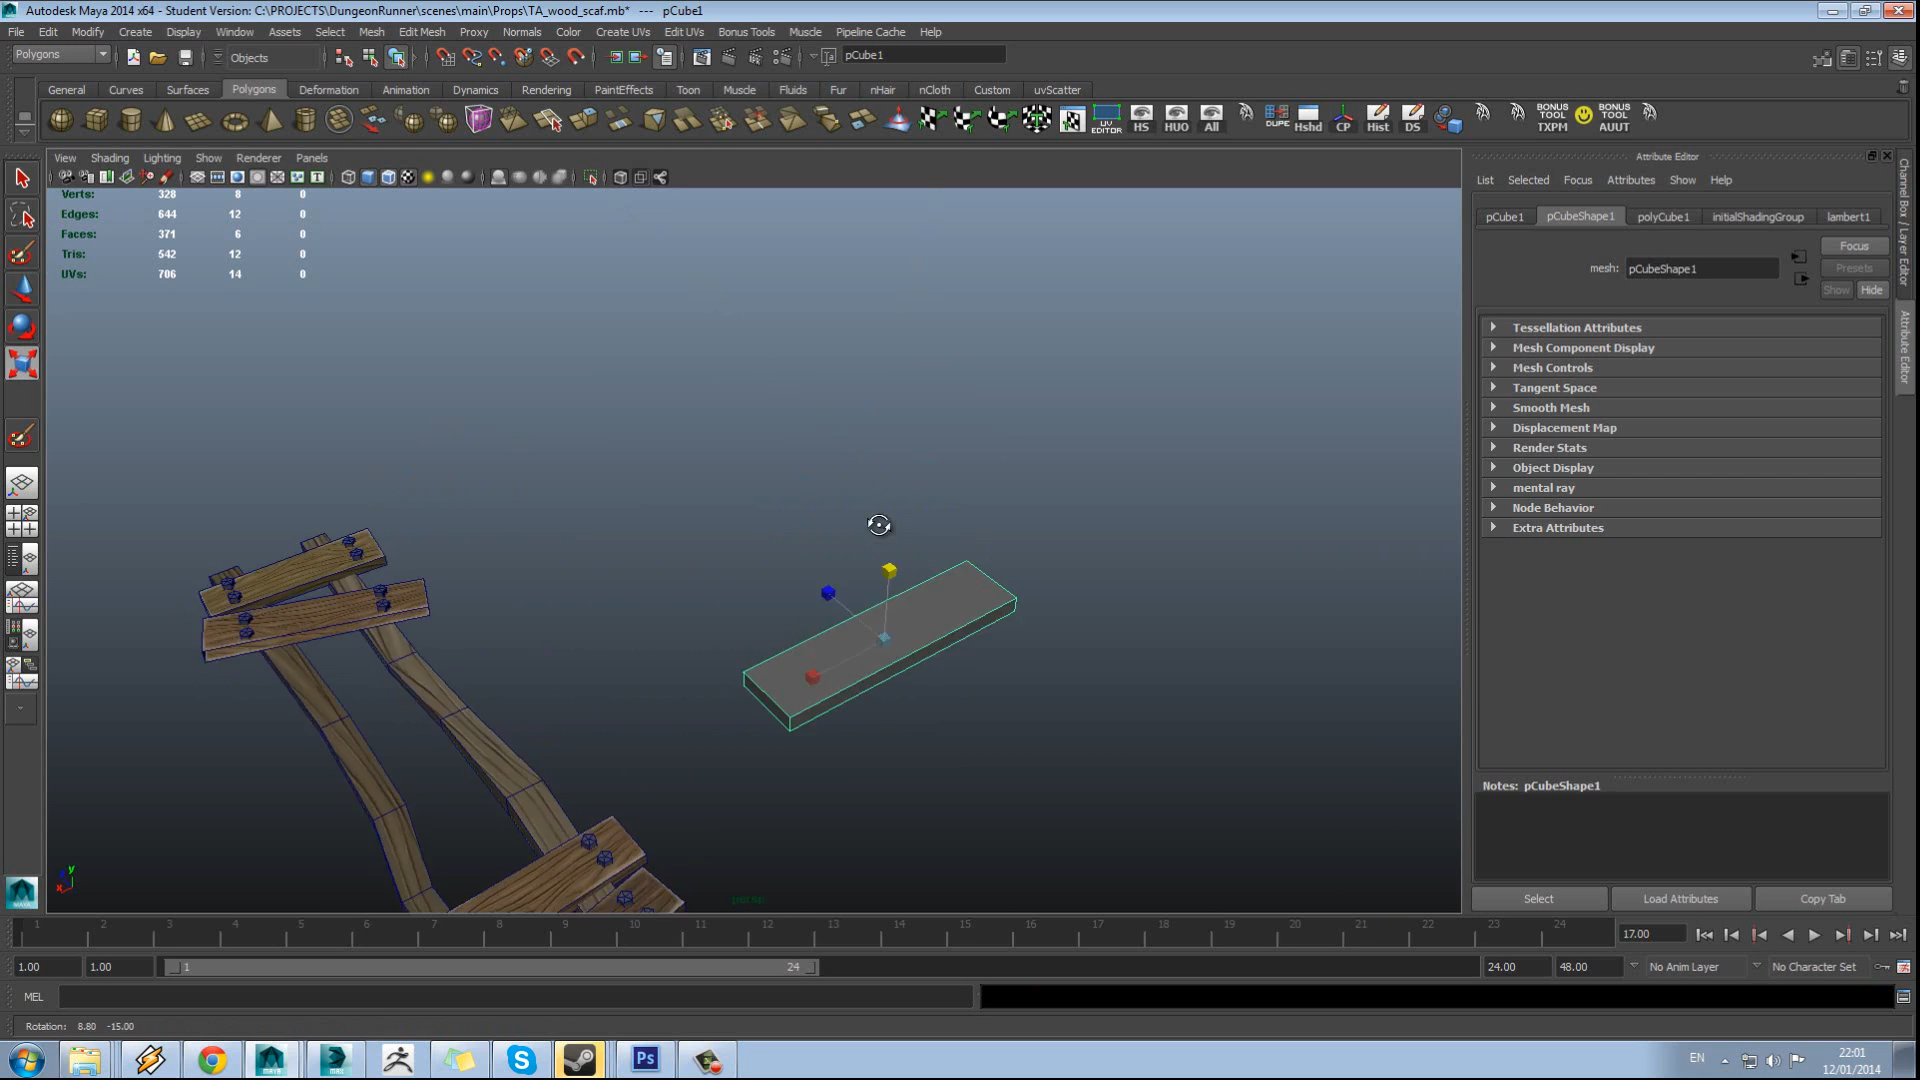 Autodesk Maya 2014 x64 - Student Version: C:\PROJECTS\DungeonRunner\scenes\main\Props\TA_wood_scaf.mb* --- pCube1
File Edit Modify Create Display Window Assets Select Mesh Edit Mesh Proxy Normals Color Create UVs Edit UVs Bonus Tools Muscle Pipeline Cache Help
Polygons Objects pCube1
General Curves Surfaces Polygons Deformation Animation Dynamics Rendering PaintEffects Toon Muscle Fluids Fur nHair nCloth Custom uvScatter
UV EDITOR HS HUO All DUPE Hshd CP Hist DS BONUS TOOL TXPM BONUS TOOL AUUT
View Shading Lighting Show Renderer Panels
Attribute Editor
List Selected Focus Attributes Show Help
Verts: 328 8 0
Edges: 644 12 0
Faces: 371 6 0
Tris: 542 12 0
UVs: 706 14 0
pCube1 pCubeShape1 polyCube1 initialShadingGroup lambert1
Focus
mesh: pCubeShape1
Presets
Show Hide
Tessellation Attributes
Mesh Component Display
Mesh Controls
Tangent Space
Smooth Mesh
Displacement Map
Render Stats
Object Display
mental ray
Node Behavior
Extra Attributes
Channel Box / Layer Editor
Attribute Editor
Notes: pCubeShape1
Select Load Attributes Copy Tab
persp
y
x
1 2 3 4 5 6 7 8 9 10 11 12 13 14 15 16 17 18 19 20 21 22 23 24
17.00
1.00 1.00 1 24 24.00 48.00 No Anim Layer No Character Set
MEL
Rotation: 8.80 -15.00
EN 22:01
12/01/2014